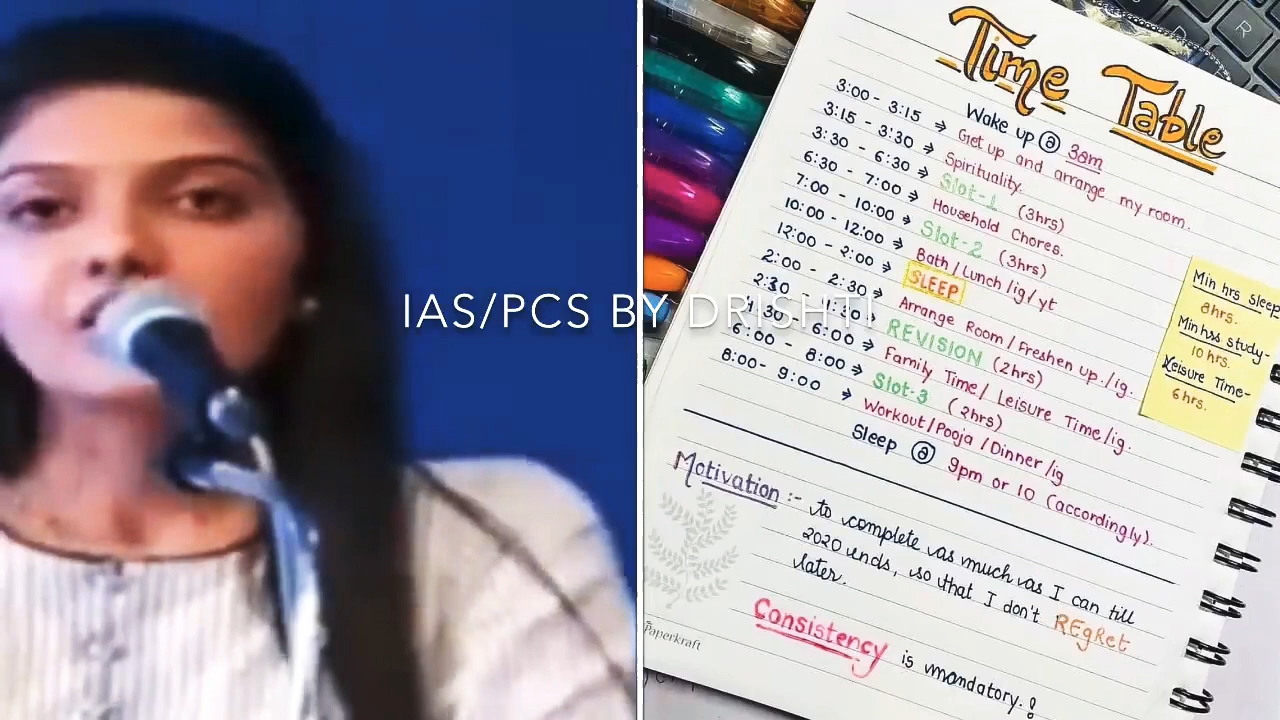 IAS/PCS BY DRISHTI
Time Table
Wake up @ 3am
3:00 - 3:15 → Get up and arrange my room.
3:15 - 3:30 → Spirituality.
3:30 - 6:30 → Slot-1 (3hrs)
6:30 - 7:00 → Household Chores.
7:00 - 10:00 → Slot-2 (3hrs)
10:00 - 12:00 → Bath/Lunch/ig/yt
12:00 - 2:00 → SLEEP
2:00 - 2:30 → Arrange Room/Freshen up./ig.
2:30 - 4:30 → REVISION (2hrs)
4:30 - 6:00 → Family Time/Leisure Time/ig.
6:00 - 8:00 → Slot-3 (2hrs)
8:00 - 9:00 → Workout/Pooja/Dinner/ig
Sleep @ 9pm or 10 (accordingly).
Min hrs sleep
8hrs.
Min hrs study-
10 hrs.
Leisure Time-
6 hrs.
Motivation :- to complete as much as I can till
2020 ends, so that I don't REgRet
later.
Consistency is mandatory.!
Paperkraft
R